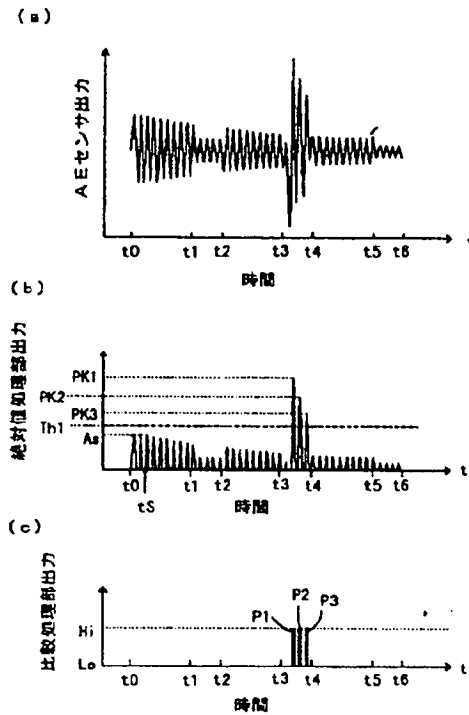 (a)
AEセンサ出力
t0 t1 t2 t3 t4 t5 t6 t
時間
(b)
絶対値処理部出力
PK1
PK2
PK3
Th1
As
t0 t1 t2 t3 t4 t5 t6 t
tS
時間
(c)
比較処理部出力
P1 P2 P3
Hi
Lo
t0 t1 t2 t3 t4 t5 t6 t
時間